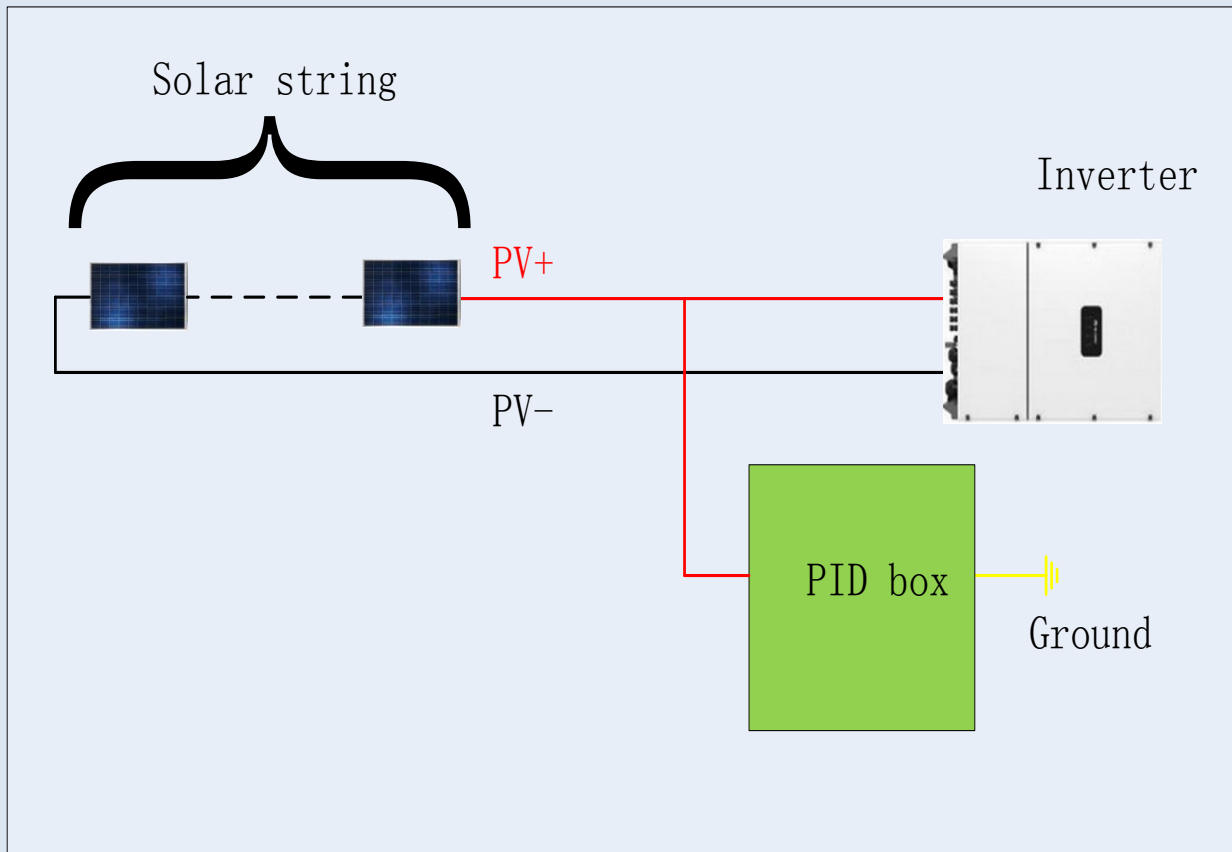 Solar string
Inverter
PV+
PV-
PID box
Ground